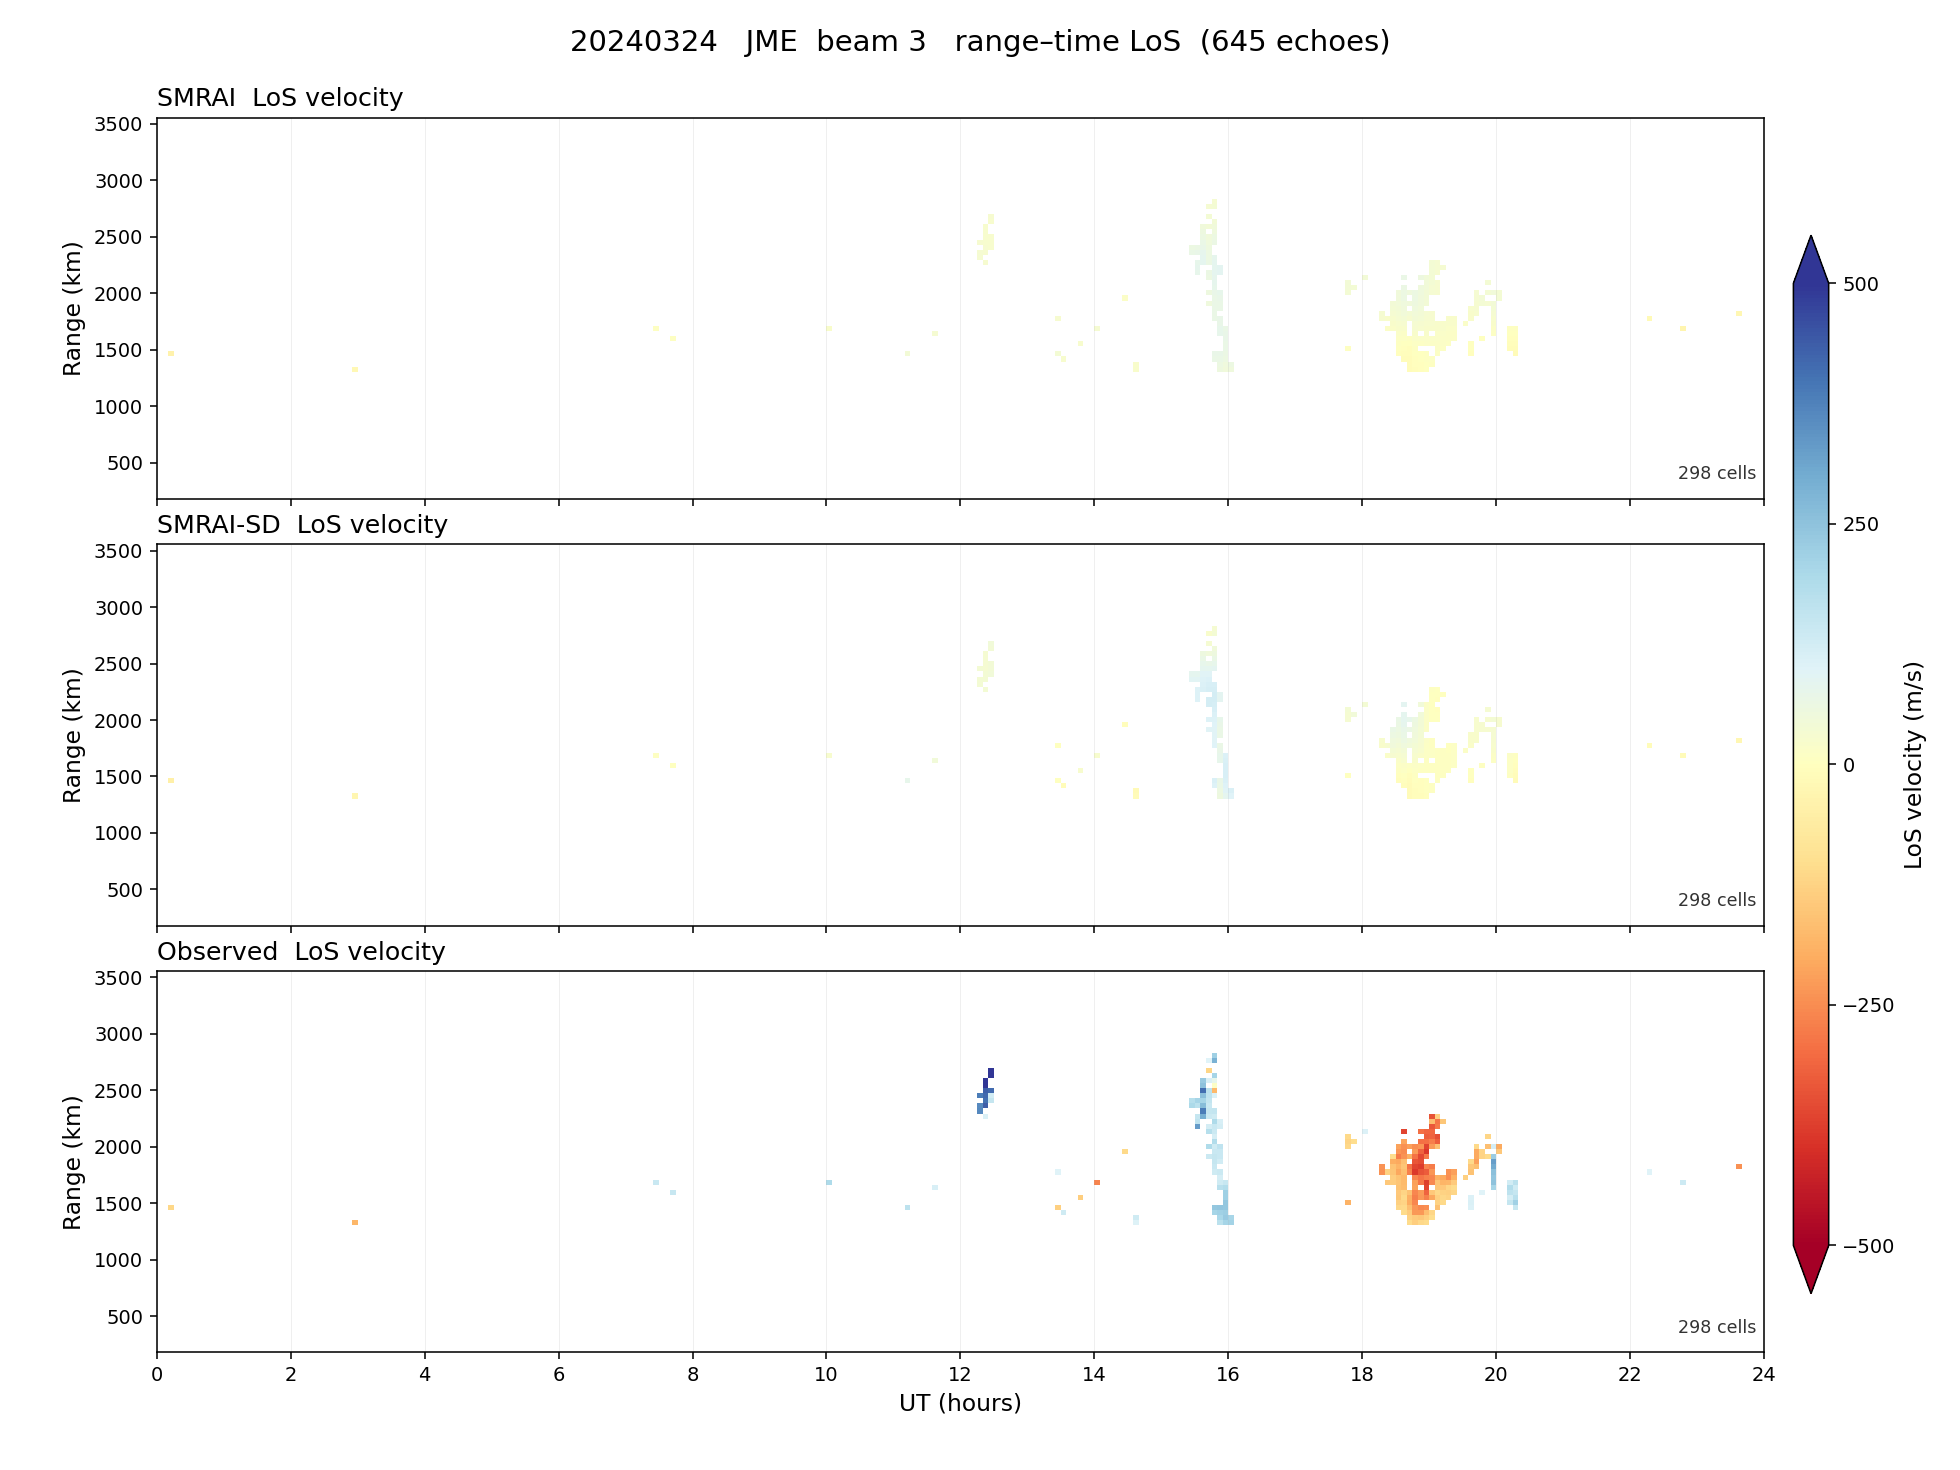 20240324   JME  beam 3   range–time LoS  (645 echoes)
SMRAI  LoS velocity
3500
3000
2500
2000
1500
1000
500
Range (km)
298 cells
SMRAI-SD  LoS velocity
3500
3000
2500
2000
1500
1000
500
Range (km)
298 cells
Observed  LoS velocity
3500
3000
2500
2000
1500
1000
500
Range (km)
298 cells
0 2 4 6 8 10 12 14 16 18 20 22 24
UT (hours)
500
250
0
−250
−500
LoS velocity (m/s)